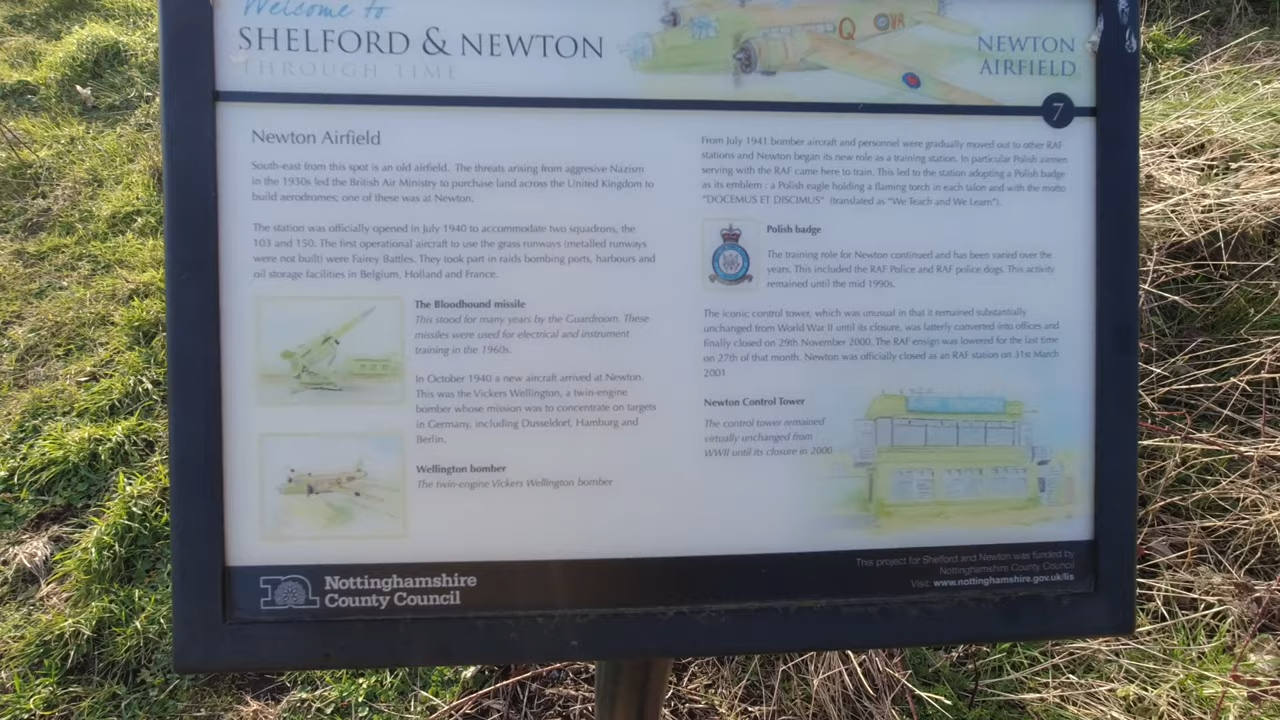 Welcome to
SHELFORD & NEWTON
THROUGH TIME
Q
VR
NEWTON
AIRFIELD
7
Newton Airfield
South-east from this spot is an old airfield. The threats arising from aggresive Nazism
in the 1930s led the British Air Ministry to purchase land across the United Kingdom to
build aerodromes; one of these was at Newton.
The station was officially opened in July 1940 to accommodate two squadrons, the
103 and 150. The first operational aircraft to use the grass runways (metalled runways
were not built) were Fairey Battles. They took part in raids bombing ports, harbours and
oil storage facilities in Belgium, Holland and France.
The Bloodhound missile
This stood for many years by the Guardroom. These
missiles were used for electrical and instrument
training in the 1960s.
In October 1940 a new aircraft arrived at Newton.
This was the Vickers Wellington, a twin-engine
bomber whose mission was to concentrate on targets
in Germany, including Dusseldorf, Hamburg and
Berlin.
Wellington bomber
The twin-engine Vickers Wellington bomber
From July 1941 bomber aircraft and personnel were gradually moved out to other RAF
stations and Newton began its new role as a training station. In particular Polish airmen
serving with the RAF came here to train. This led to the station adopting a Polish badge
as its emblem : a Polish eagle holding a flaming torch in each talon and with the motto
"DOCEMUS ET DISCIMUS" (translated as "We Teach and We Learn").
Polish badge
The training role for Newton continued and has been varied over the
years. This included the RAF Police and RAF police dogs. This activity
remained until the mid 1990s.
The iconic control tower, which was unusual in that it remained substantially
unchanged from World War II until its closure, was latterly converted into offices and
finally closed on 29th November 2000. The RAF ensign was lowered for the last time
on 27th of that month. Newton was officially closed as an RAF station on 31st March
2001
Newton Control Tower
The control tower remained
virtually unchanged from
WWII until its closure in 2000
Nottinghamshire
County Council
This project for Shelford and Newton was funded by
Nottinghamshire County Council
Visit: www.nottinghamshire.gov.uk/lis